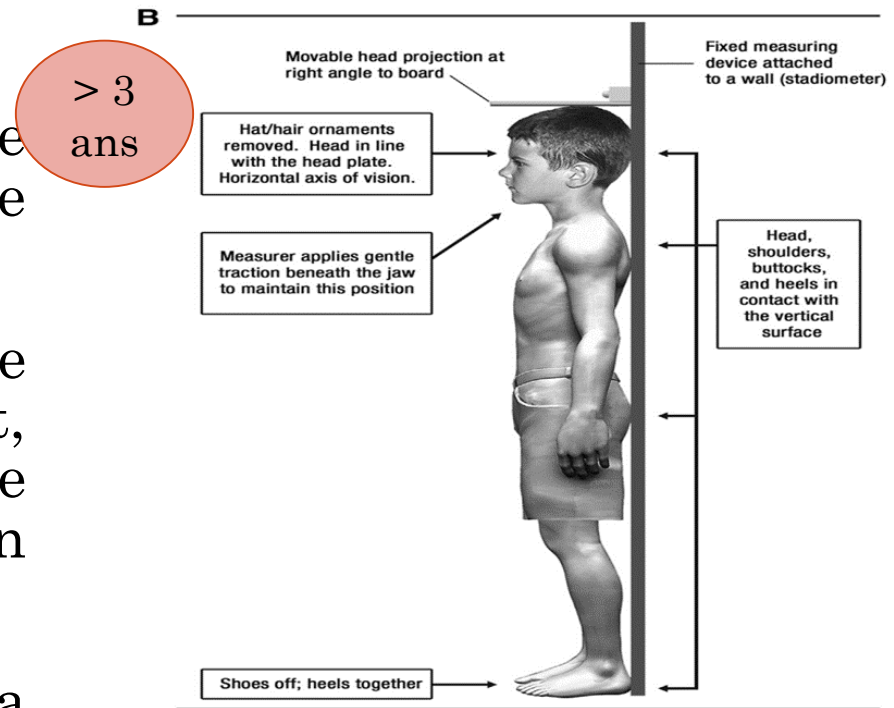 B
> 3
ans
e
e
e
t,
e
n
a
Movable head projection at
right angle to board
Fixed measuring
device attached
to a wall (stadiometer)
Hat/hair ornaments
removed. Head in line
with the head plate.
Horizontal axis of vision.
Measurer applies gentle
traction beneath the jaw
to maintain this position
Head,
shoulders,
buttocks,
and heels in
contact with
the vertical
surface
Shoes off; heels together